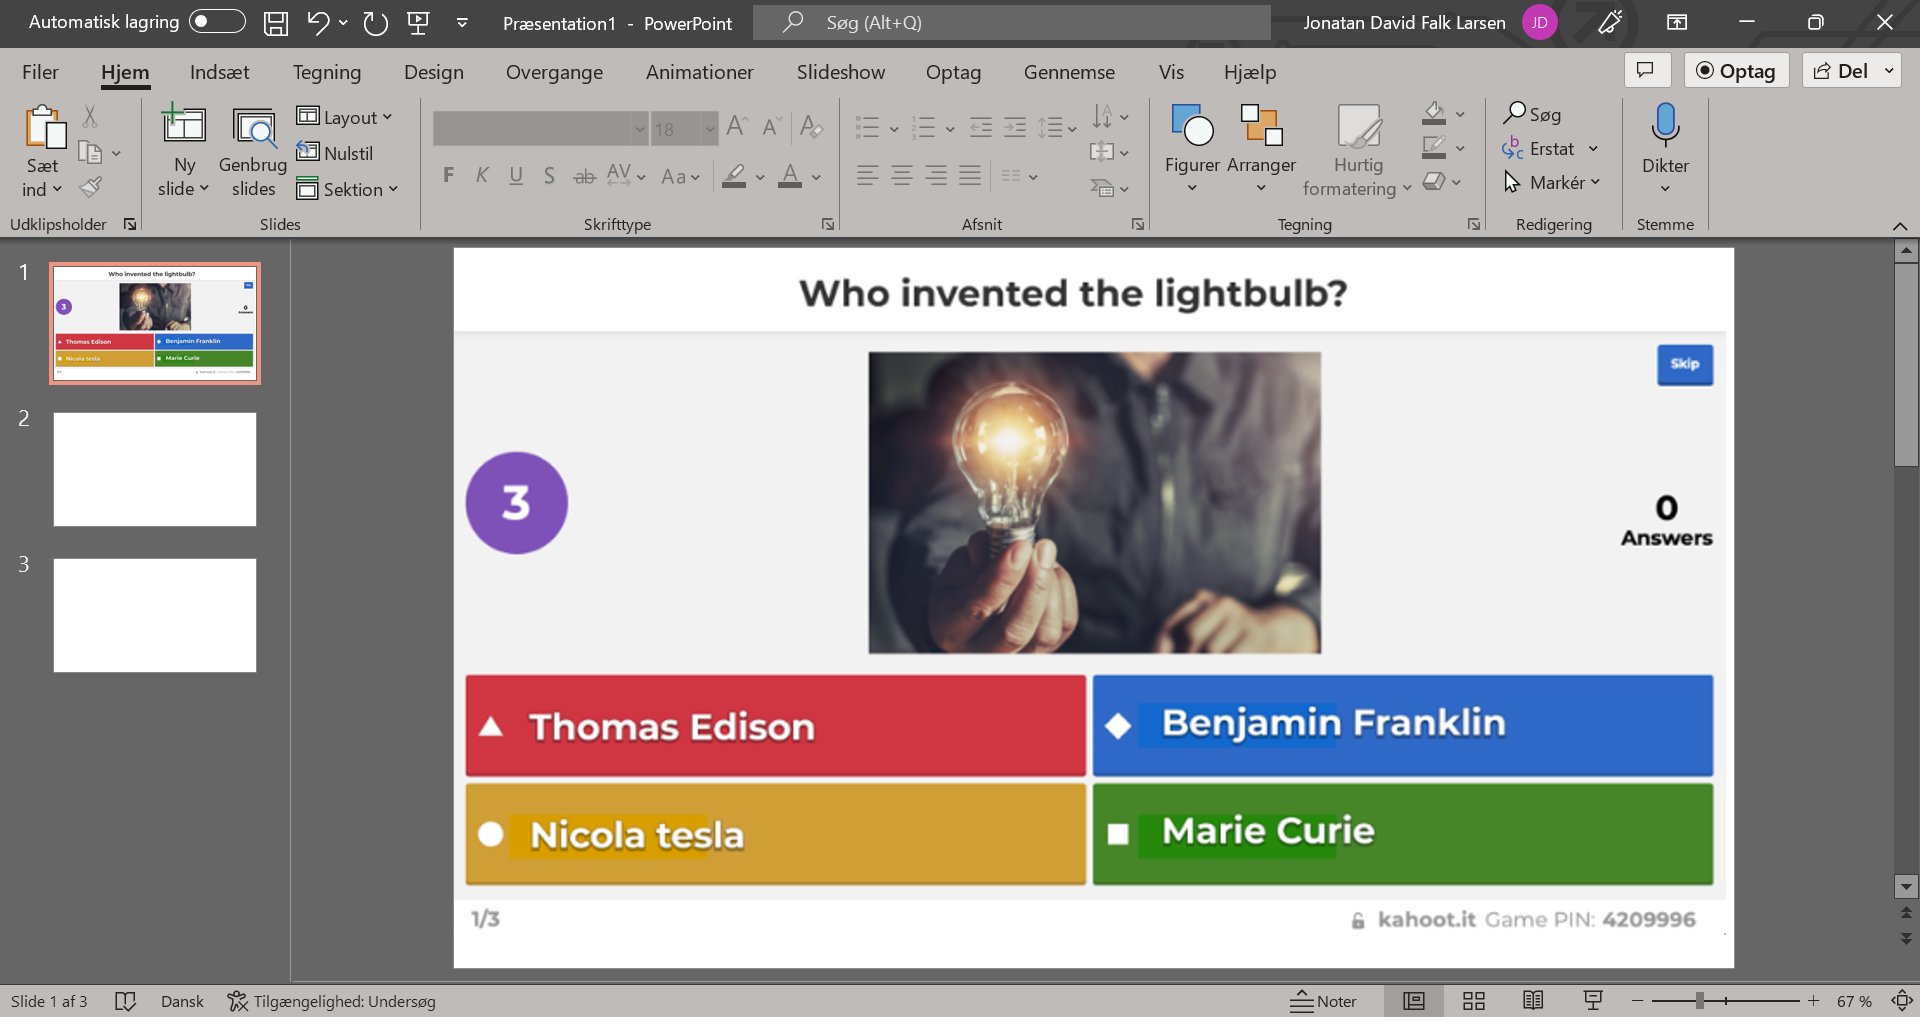 Automatisk lagring
Præsentation1 - PowerPoint
Søg (Alt+Q)
Jonatan David Falk Larsen
JD
Filer
Hjem
Indsæt
Tegning
Design
Overgange
Animationer
Slideshow
Optag
Gennemse
Vis
Hjælp
Optag
Del
Sæt
ind
Ny
slide
Genbrug
slides
Layout
Nulstil
Sektion
18
F K U S ab AV Aa A
Figurer
Arranger
Hurtig
formatering
Søg
Erstat
Markér
Dikter
Udklipsholder
Slides
Skrifttype
Afsnit
Tegning
Redigering
Stemme
1
Who invented the lightbulb?
3
0
Answers
Thomas Edison
Benjamin Franklin
Nicola tesla
Marie Curie
2
3
Who invented the lightbulb?
Skip
3
0
Answers
Thomas Edison
Benjamin Franklin
Nicola tesla
Marie Curie
1/3
kahoot.it Game PIN: 4209996
Slide 1 af 3
Dansk
Tilgængelighed: Undersøg
Noter
67 %